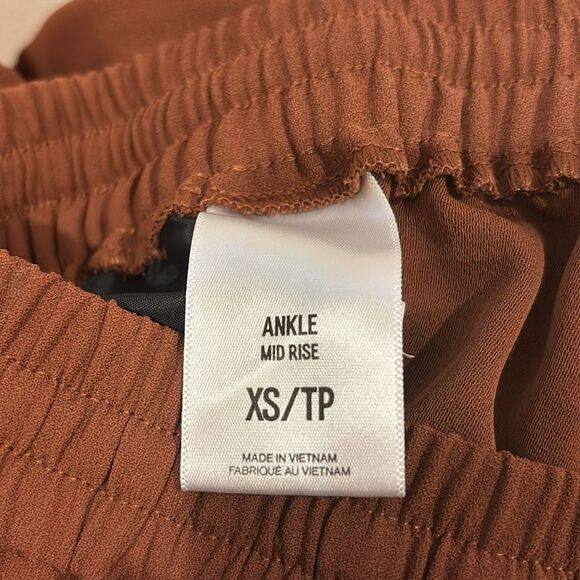 ANKLE
MID RISE
XS/TP
MADE IN VIETNAM
FABRIQUÉ AU VIETNAM